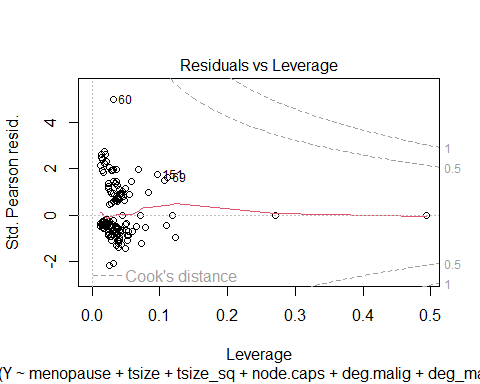 Residuals vs Leverage
Std. Pearson resid.
4
2
0
-2
60
151
169
1
0.5
0.5
1
Cook's distance
0.0 0.1 0.2 0.3 0.4 0.5
Leverage
(Y ~ menopause + tsize + tsize_sq + node.caps + deg.malig + deg_ma